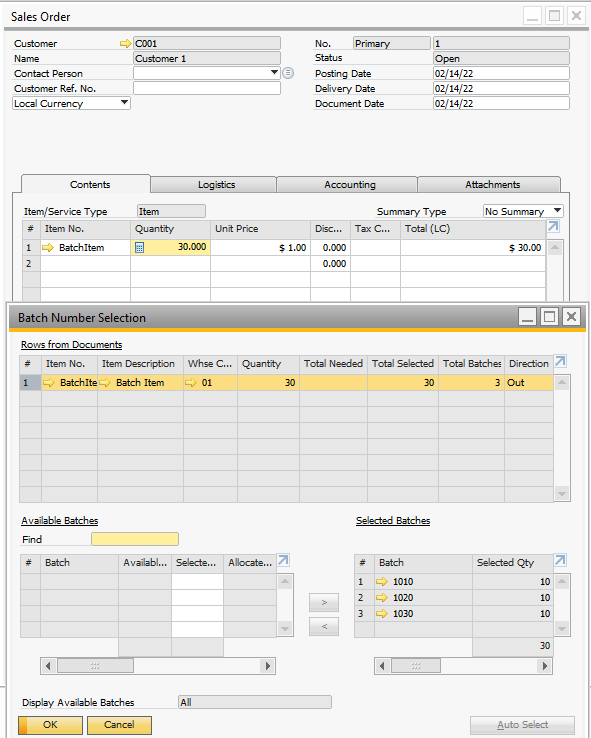 Sales Order
Customer C001 No. Primary 1
Name Customer 1 Status Open
Contact Person Posting Date 02/14/22
Customer Ref. No. Delivery Date 02/14/22
Local Currency Document Date 02/14/22
Contents Logistics Accounting Attachments
Item/Service Type Item Summary Type No Summary
# Item No. Quantity Unit Price Disc... Tax C... Total (LC)
1 BatchItem 30.000 $ 1.00 0.000 $ 30.00
2 0.000
Batch Number Selection
Rows from Documents
# Item No. Item Description Whse C... Quantity Total Needed Total Selected Total Batches Direction
1 BatchIte Batch Item 01 30 30 3 Out
Available Batches Selected Batches
Find
# Batch Availabl... Selecte... Allocate... # Batch Selected Qty
1 1010 10
> 2 1020 10
3 1030 10
<
30
Display Available Batches All
OK Cancel Auto Select